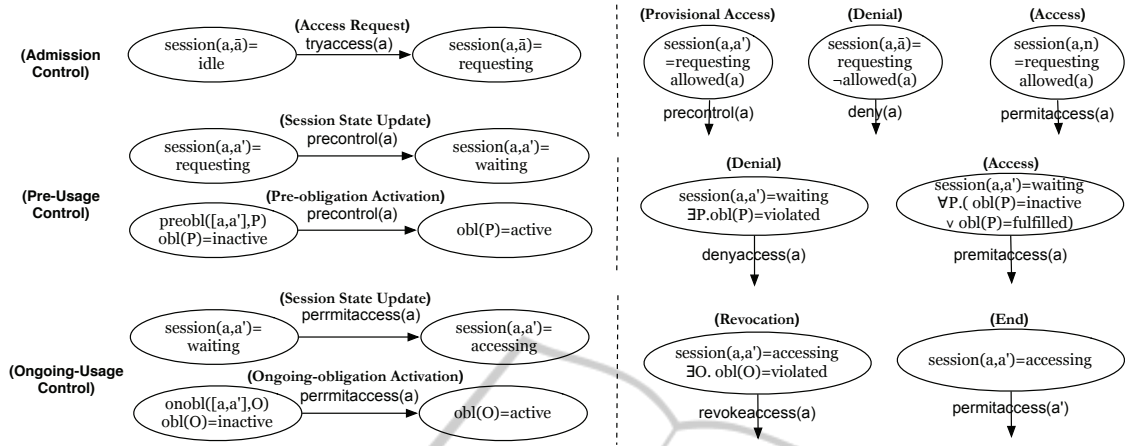 (Admission
Control)
session(a,ā)=
idle
(Access Request)
tryaccess(a)
session(a,ā)=
requesting
(Pre-Usage
Control)
session(a,a')=
requesting
(Session State Update)
precontrol(a)
session(a,a')=
waiting
preobl([a,a'],P)
obl(P)=inactive
(Pre-obligation Activation)
precontrol(a)
obl(P)=active
(Ongoing-Usage
Control)
session(a,a')=
waiting
(Session State Update)
perrmitaccess(a)
session(a,a')=
accessing
onobl([a,a'],O)
obl(O)=inactive
(Ongoing-obligation Activation)
perrmitaccess(a)
obl(O)=active
(Provisional Access)
session(a,a')
=requesting
allowed(a)
precontrol(a)
(Denial)
session(a,ā)=
requesting
¬allowed(a)
deny(a)
(Access)
session(a,n)
=requesting
allowed(a)
permitaccess(a)
(Denial)
session(a,a')=waiting
∃P.obl(P)=violated
denyaccess(a)
(Access)
session(a,a')=waiting
∀P.( obl(P)=inactive
∨ obl(P)=fulfilled)
premitaccess(a)
(Revocation)
session(a,a')=accessing
∃O. obl(O)=violated
revokeaccess(a)
(End)
session(a,a')=accessing
permitaccess(a')